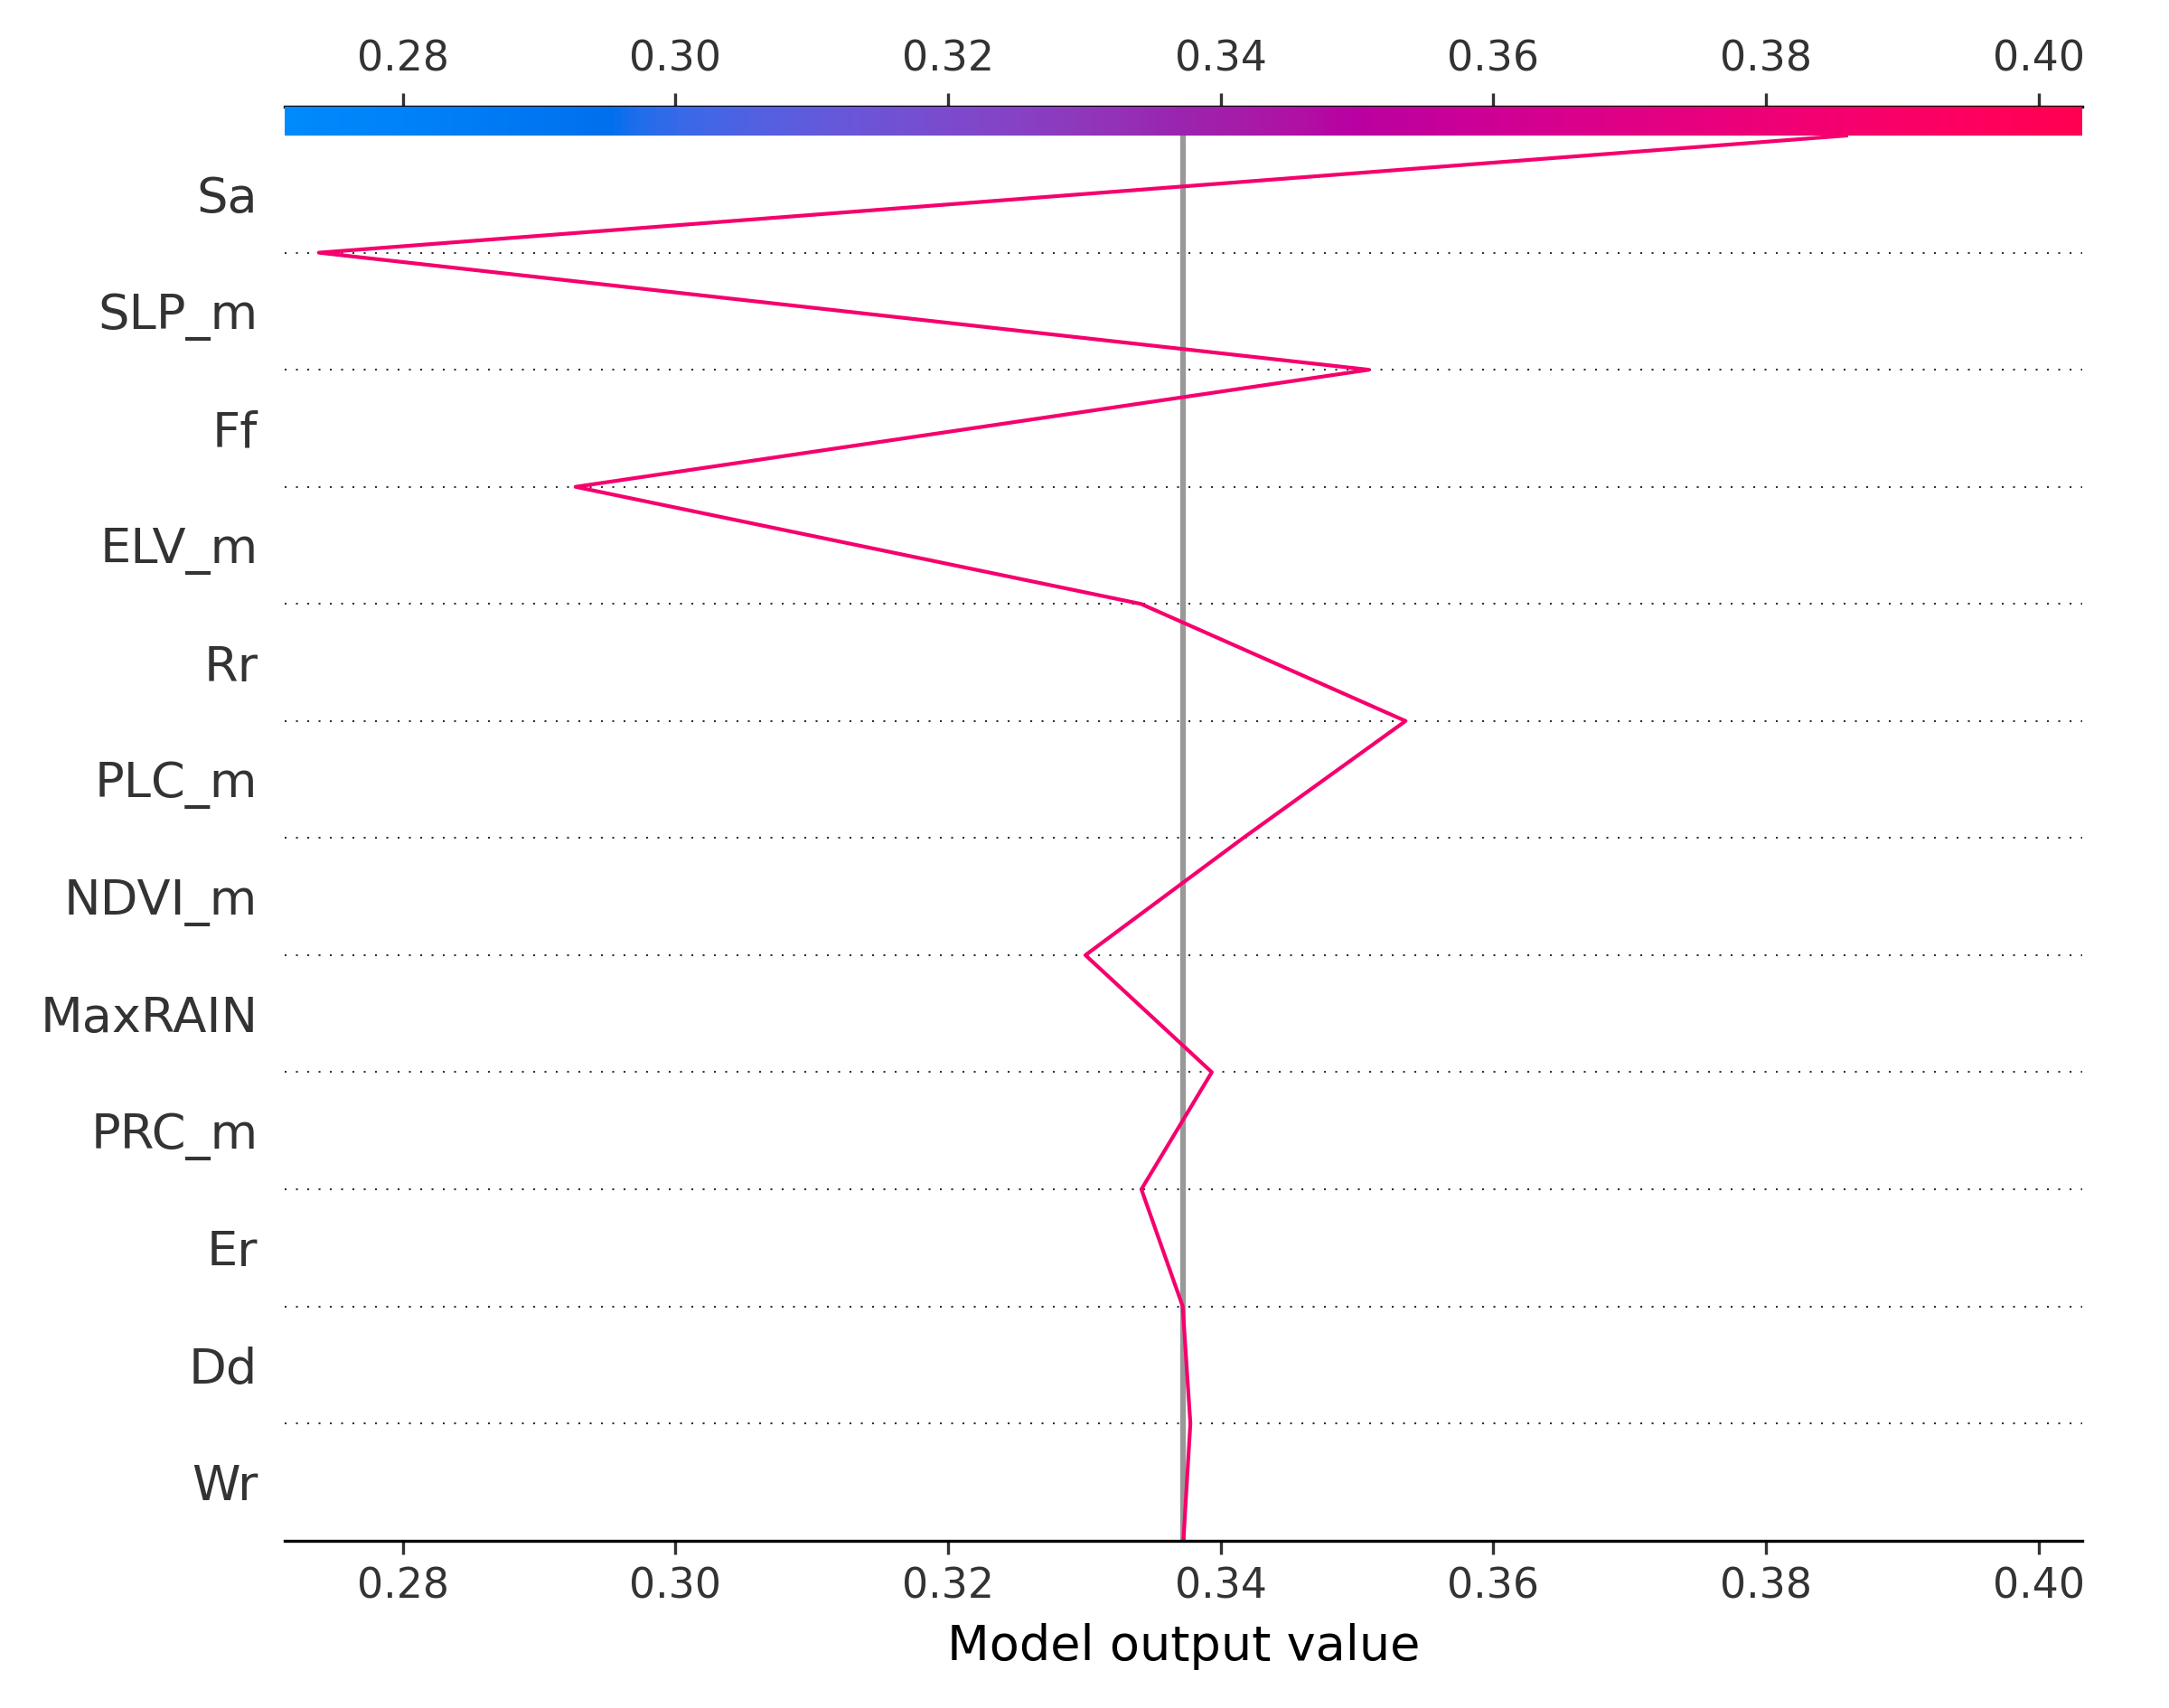 0.28 0.30 0.32 0.34 0.36 0.38 0.40
Sa
SLP_m
Ff
ELV_m
Rr
PLC_m
NDVI_m
MaxRAIN
PRC_m
Er
Dd
Wr
0.28 0.30 0.32 0.34 0.36 0.38 0.40
Model output value